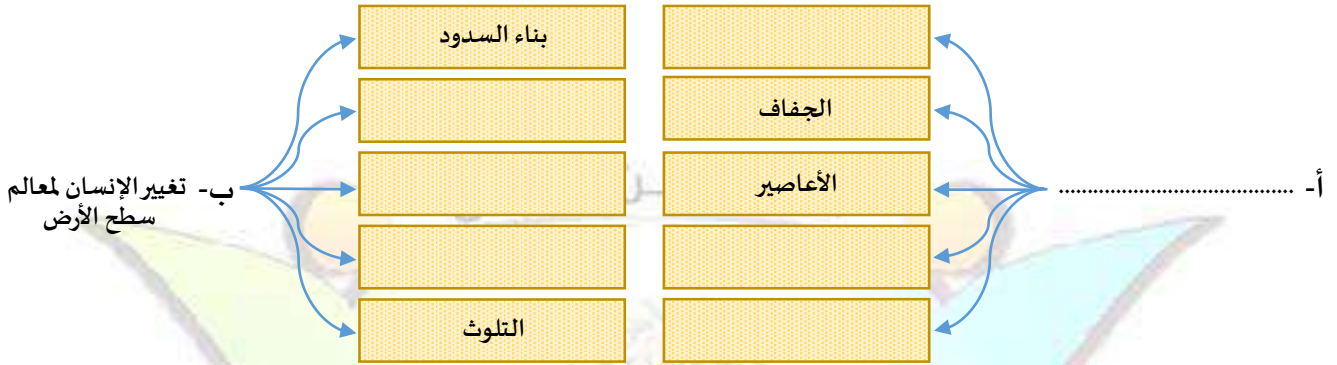 بناء السدود
الجفاف
أ- ......................................
الأعاصير
ب- تغيير الإنسان لمعالم
سطح الأرض
التلوث